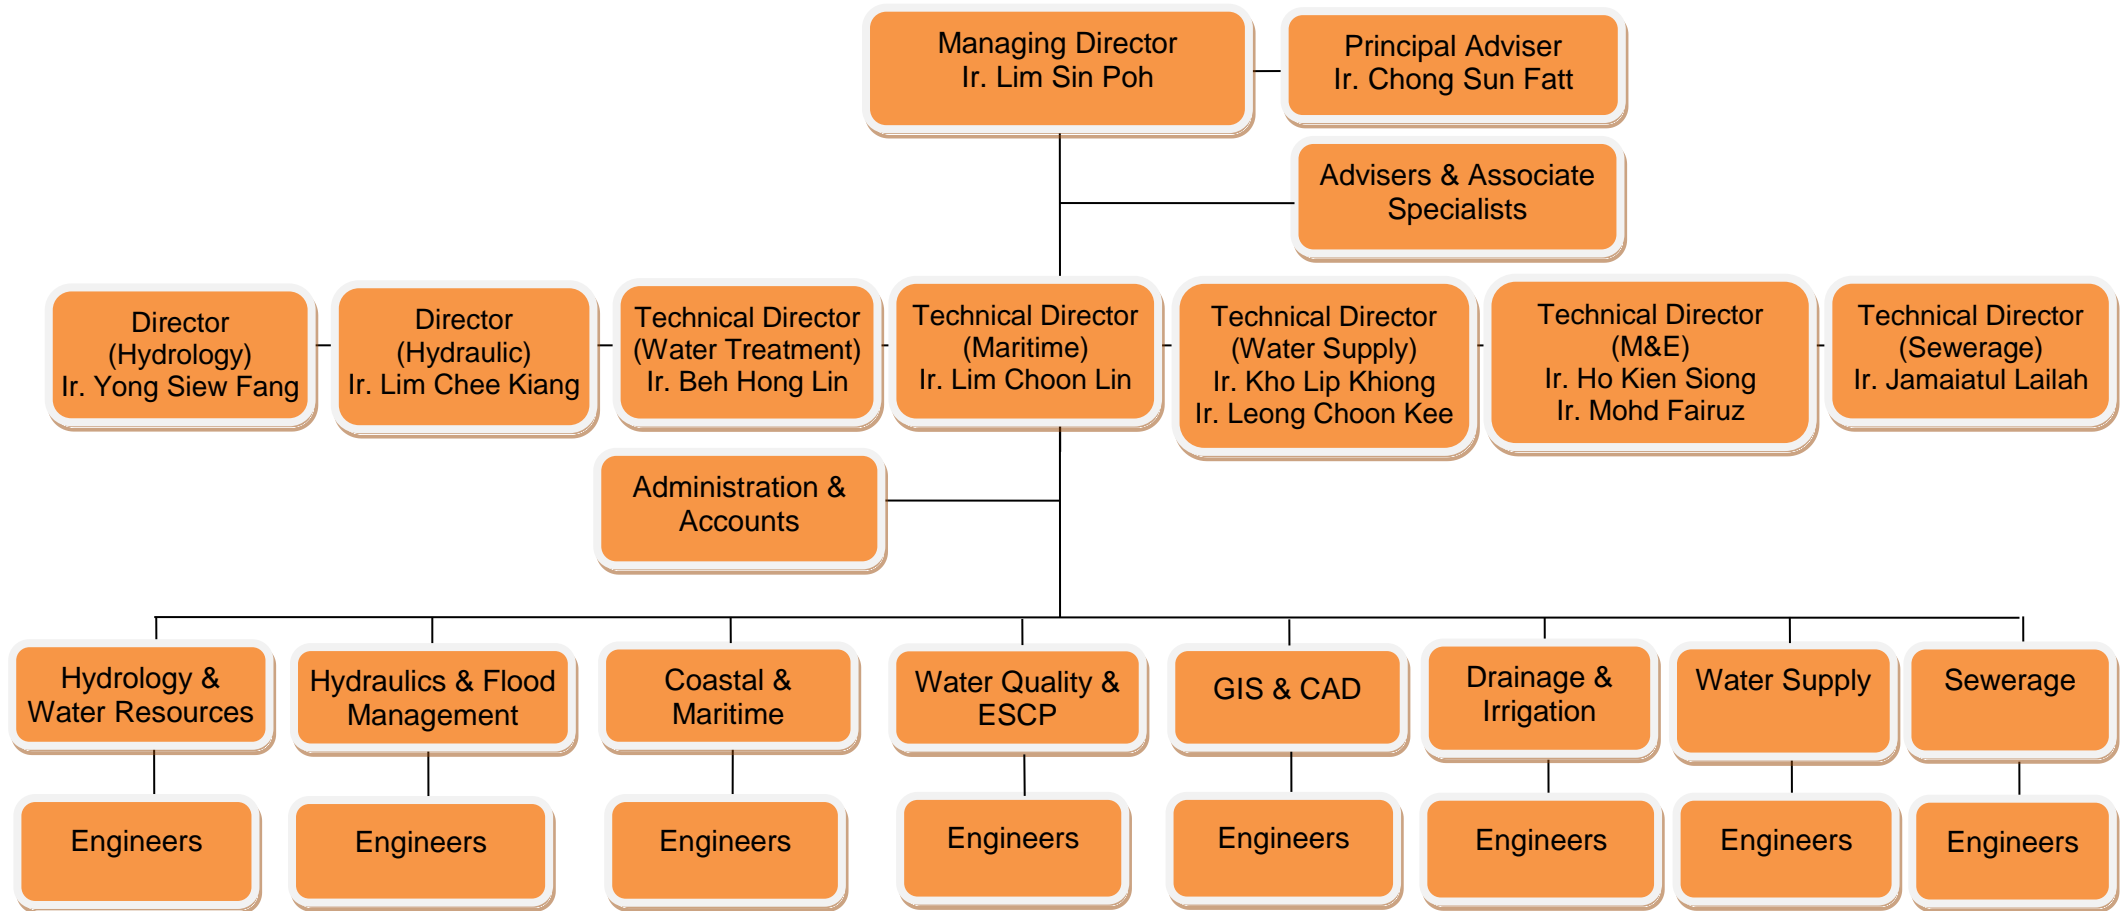 Managing Director
Ir. Lim Sin Poh
Principal Adviser
Ir. Chong Sun Fatt
Advisers & Associate
Specialists
Director
(Hydrology)
Ir. Yong Siew Fang
Director
(Hydraulic)
Ir. Lim Chee Kiang
Technical Director
(Water Treatment)
Ir. Beh Hong Lin
Technical Director
(Maritime)
Ir. Lim Choon Lin
Technical Director
(Water Supply)
Ir. Kho Lip Khiong
Ir. Leong Choon Kee
Technical Director
(M&E)
Ir. Ho Kien Siong
Ir. Mohd Fairuz
Technical Director
(Sewerage)
Ir. Jamaiatul Lailah
Administration &
Accounts
Hydrology &
Water Resources
Hydraulics & Flood
Management
Coastal &
Maritime
Water Quality &
ESCP
GIS & CAD
Drainage &
Irrigation
Water Supply
Sewerage
Engineers
Engineers
Engineers
Engineers
Engineers
Engineers
Engineers
Engineers